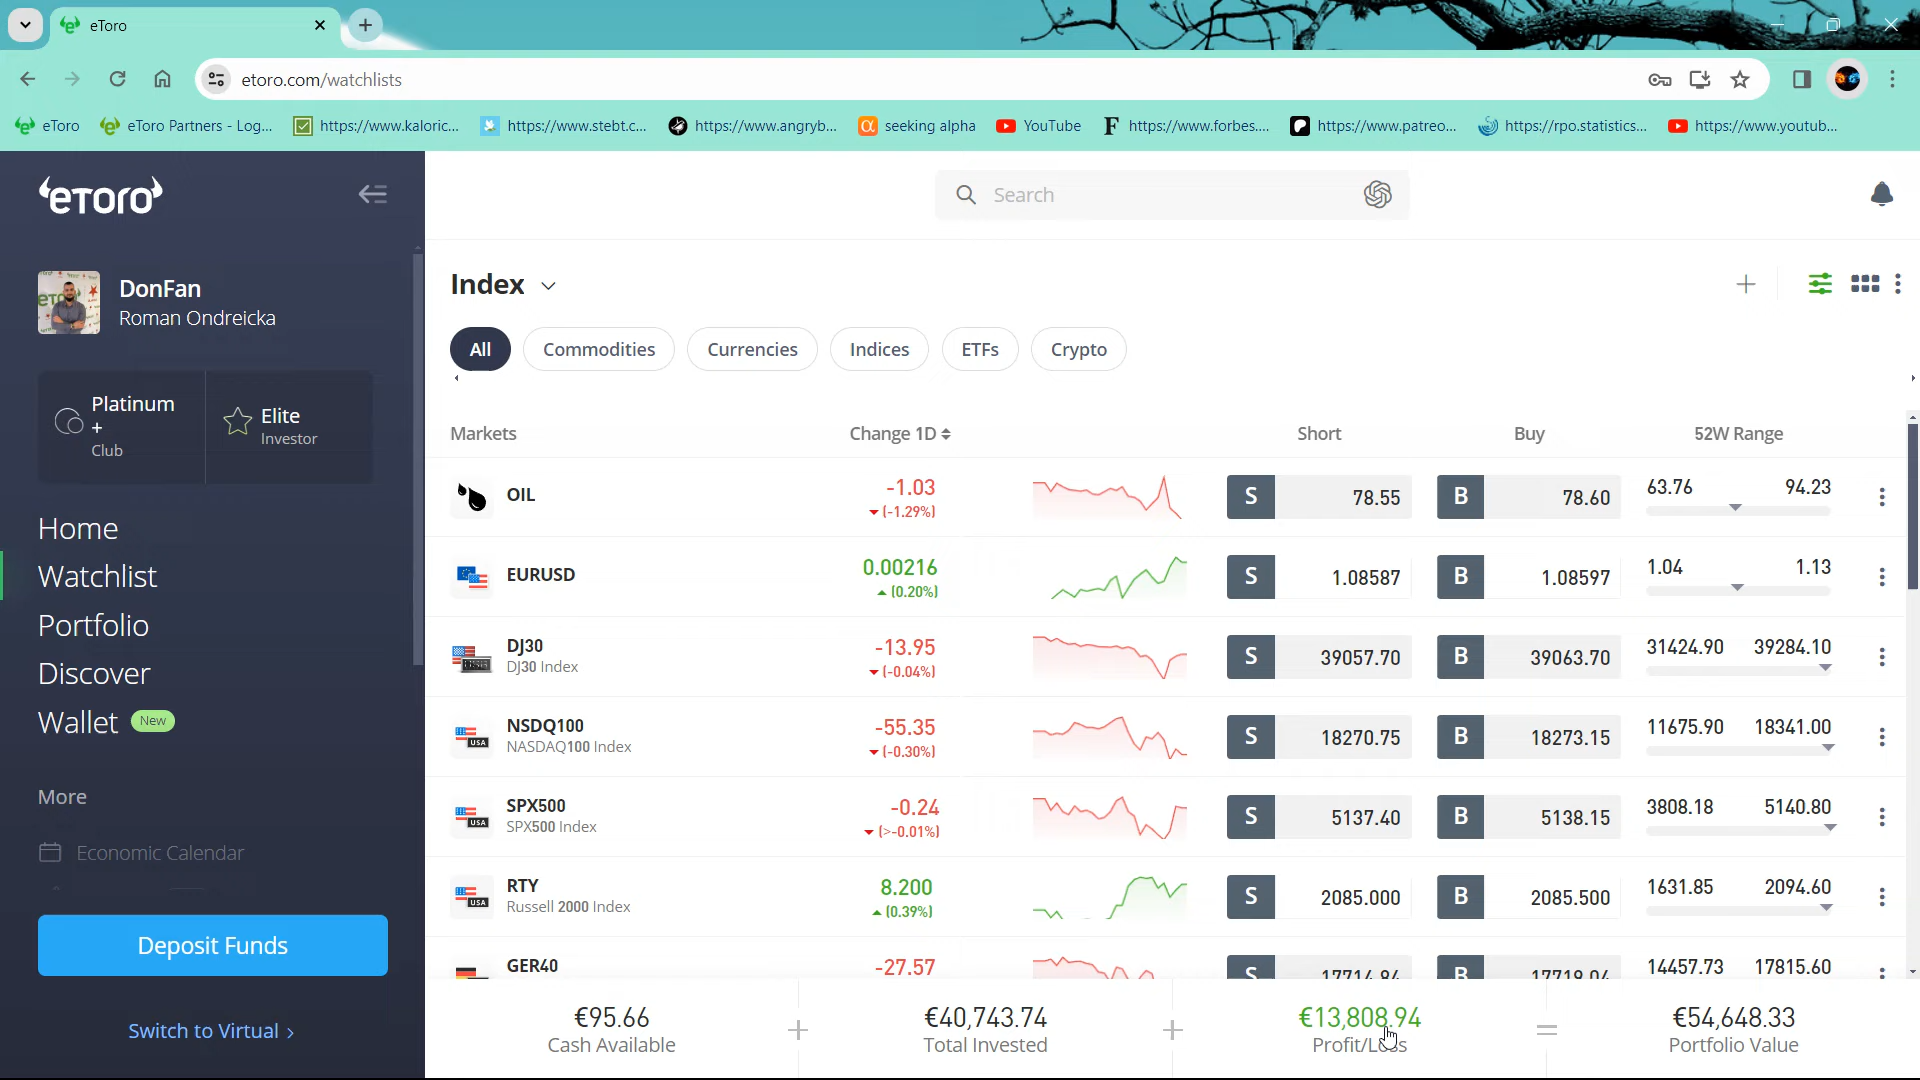 eToro
etoro.com/watchlists
eToro
eToro Partners - Log...
https://www.kaloric...
https://www.stebt.c...
https://www.angryb...
seeking alpha
YouTube
https://www.forbes....
https://www.patreo...
https://rpo.statistics...
https://www.youtub...
eToro
DonFan
Roman Ondreicka
Platinum
+
Club
Elite
Investor
Home
Watchlist
Portfolio
Discover
Wallet New
More
Economic Calendar
Deposit Funds
Switch to Virtual >
Search
Index
All Commodities Currencies Indices ETFs Crypto
Markets Change 1D Short Buy 52W Range
OIL -1.03 (-1.29%) S 78.55 B 78.60 63.76 94.23
EURUSD 0.00216 (0.20%) S 1.08587 B 1.08597 1.04 1.13
DJ30 DJ30 Index -13.95 (-0.04%) S 39057.70 B 39063.70 31424.90 39284.10
NSDQ100 NASDAQ100 Index -55.35 (-0.30%) S 18270.75 B 18273.15 11675.90 18341.00
SPX500 SPX500 Index -0.24 (>-0.01%) S 5137.40 B 5138.15 3808.18 5140.80
RTY Russell 2000 Index 8.200 (0.39%) S 2085.000 B 2085.500 1631.85 2094.60
GER40 -27.57 S 17714.84 B 17719.04 14457.73 17815.60
€95.66 + €40,743.74 + €13,808.94 = €54,648.33
Cash Available Total Invested Profit/Loss Portfolio Value